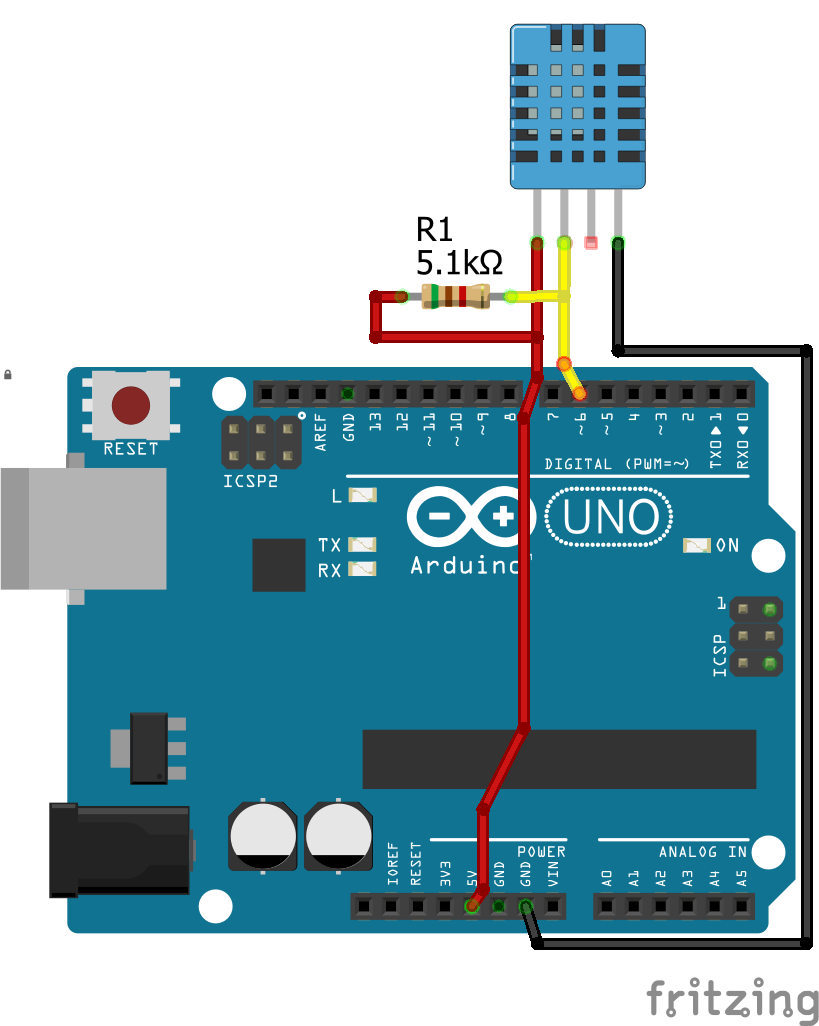 R1
5.1kΩ
RESET
AREF
GND
13
12
~11
~10
~9
8
7
~6
~5
4
~3
2
TX0▶1
RX0◀0
ICSP2
DIGITAL (PWM=~)
L
TX
RX
UNO
Arduino
ON
1
ICSP
IOREF
RESET
3V3
5V
GND
GND
VIN
POWER
ANALOG IN
A0
A1
A2
A3
A4
A5
fritzing